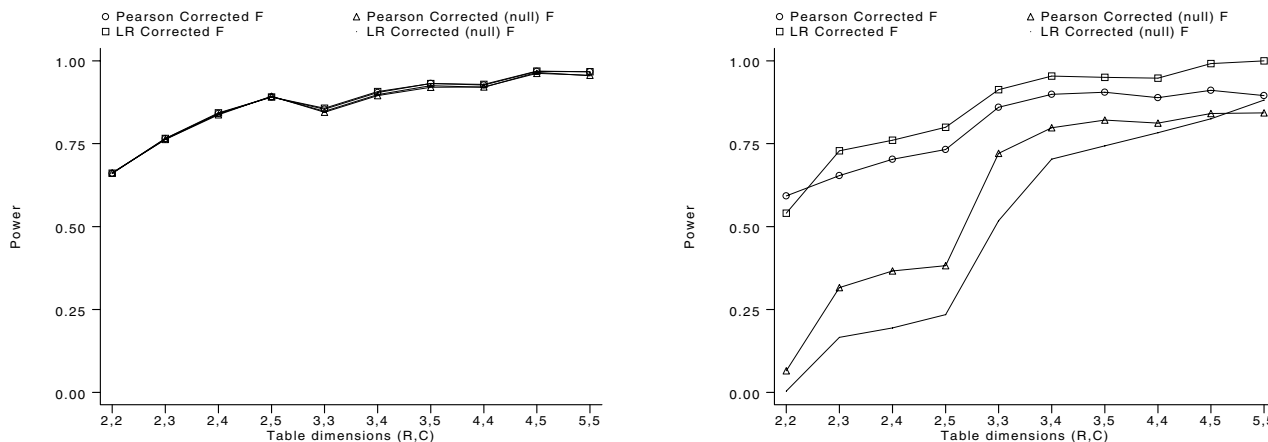 Pearson Corrected F
Pearson Corrected (null) F
LR Corrected F
LR Corrected (null) F
1.00
0.75
0.50
0.25
0.00
Power
2,2 2,3 2,4 2,5 3,3 3,4 3,5 4,4 4,5 5,5
Table dimensions (R,C)
Pearson Corrected F
Pearson Corrected (null) F
LR Corrected F
LR Corrected (null) F
1.00
0.75
0.50
0.25
0.00
Power
2,2 2,3 2,4 2,5 3,3 3,4 3,5 4,4 4,5 5,5
Table dimensions (R,C)